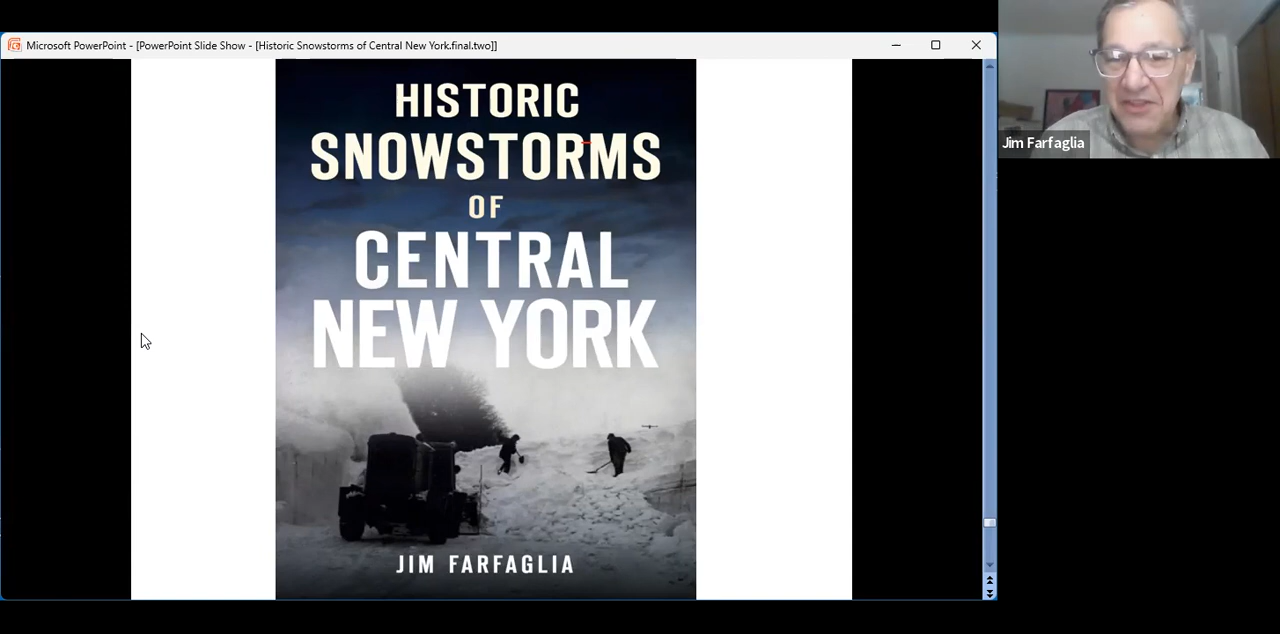 Microsoft PowerPoint - [PowerPoint Slide Show - [Historic Snowstorms of Central New York.final.two]]
HISTORIC
SNOWSTORMS
OF
CENTRAL
NEW YORK
JIM FARFAGLIA
Jim Farfaglia